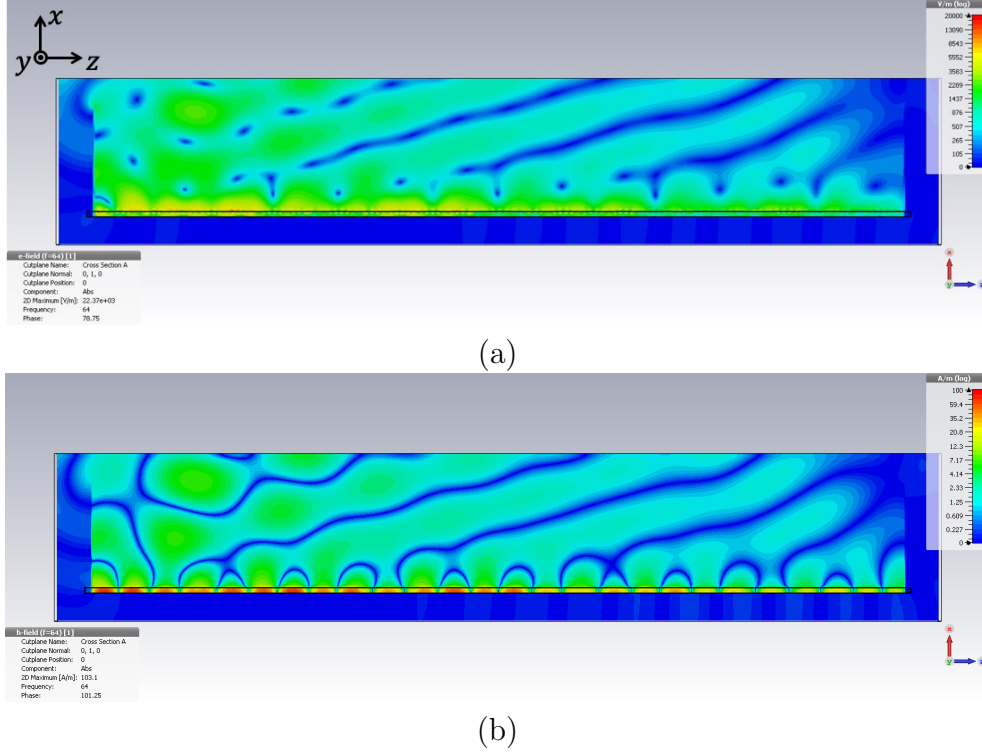 x
y
z
V/m (log)
20000
13090
8543
5552
3583
2289
1437
876
507
265
105
0
e-field (f=64) [1]
Cutplane Name: Cross Section A
Cutplane Normal: 0, 1, 0
Cutplane Position: 0
Component: Abs
2D Maximum [V/m]: 22.37e+03
Frequency: 64
Phase: 78.75
x
y
z
(a)
A/m (log)
100
59.4
35.2
20.8
12.3
7.17
4.14
2.33
1.25
0.609
0.227
0
h-field (f=64) [1]
Cutplane Name: Cross Section A
Cutplane Normal: 0, 1, 0
Cutplane Position: 0
Component: Abs
2D Maximum [A/m]: 103.1
Frequency: 64
Phase: 101.25
x
y
z
(b)